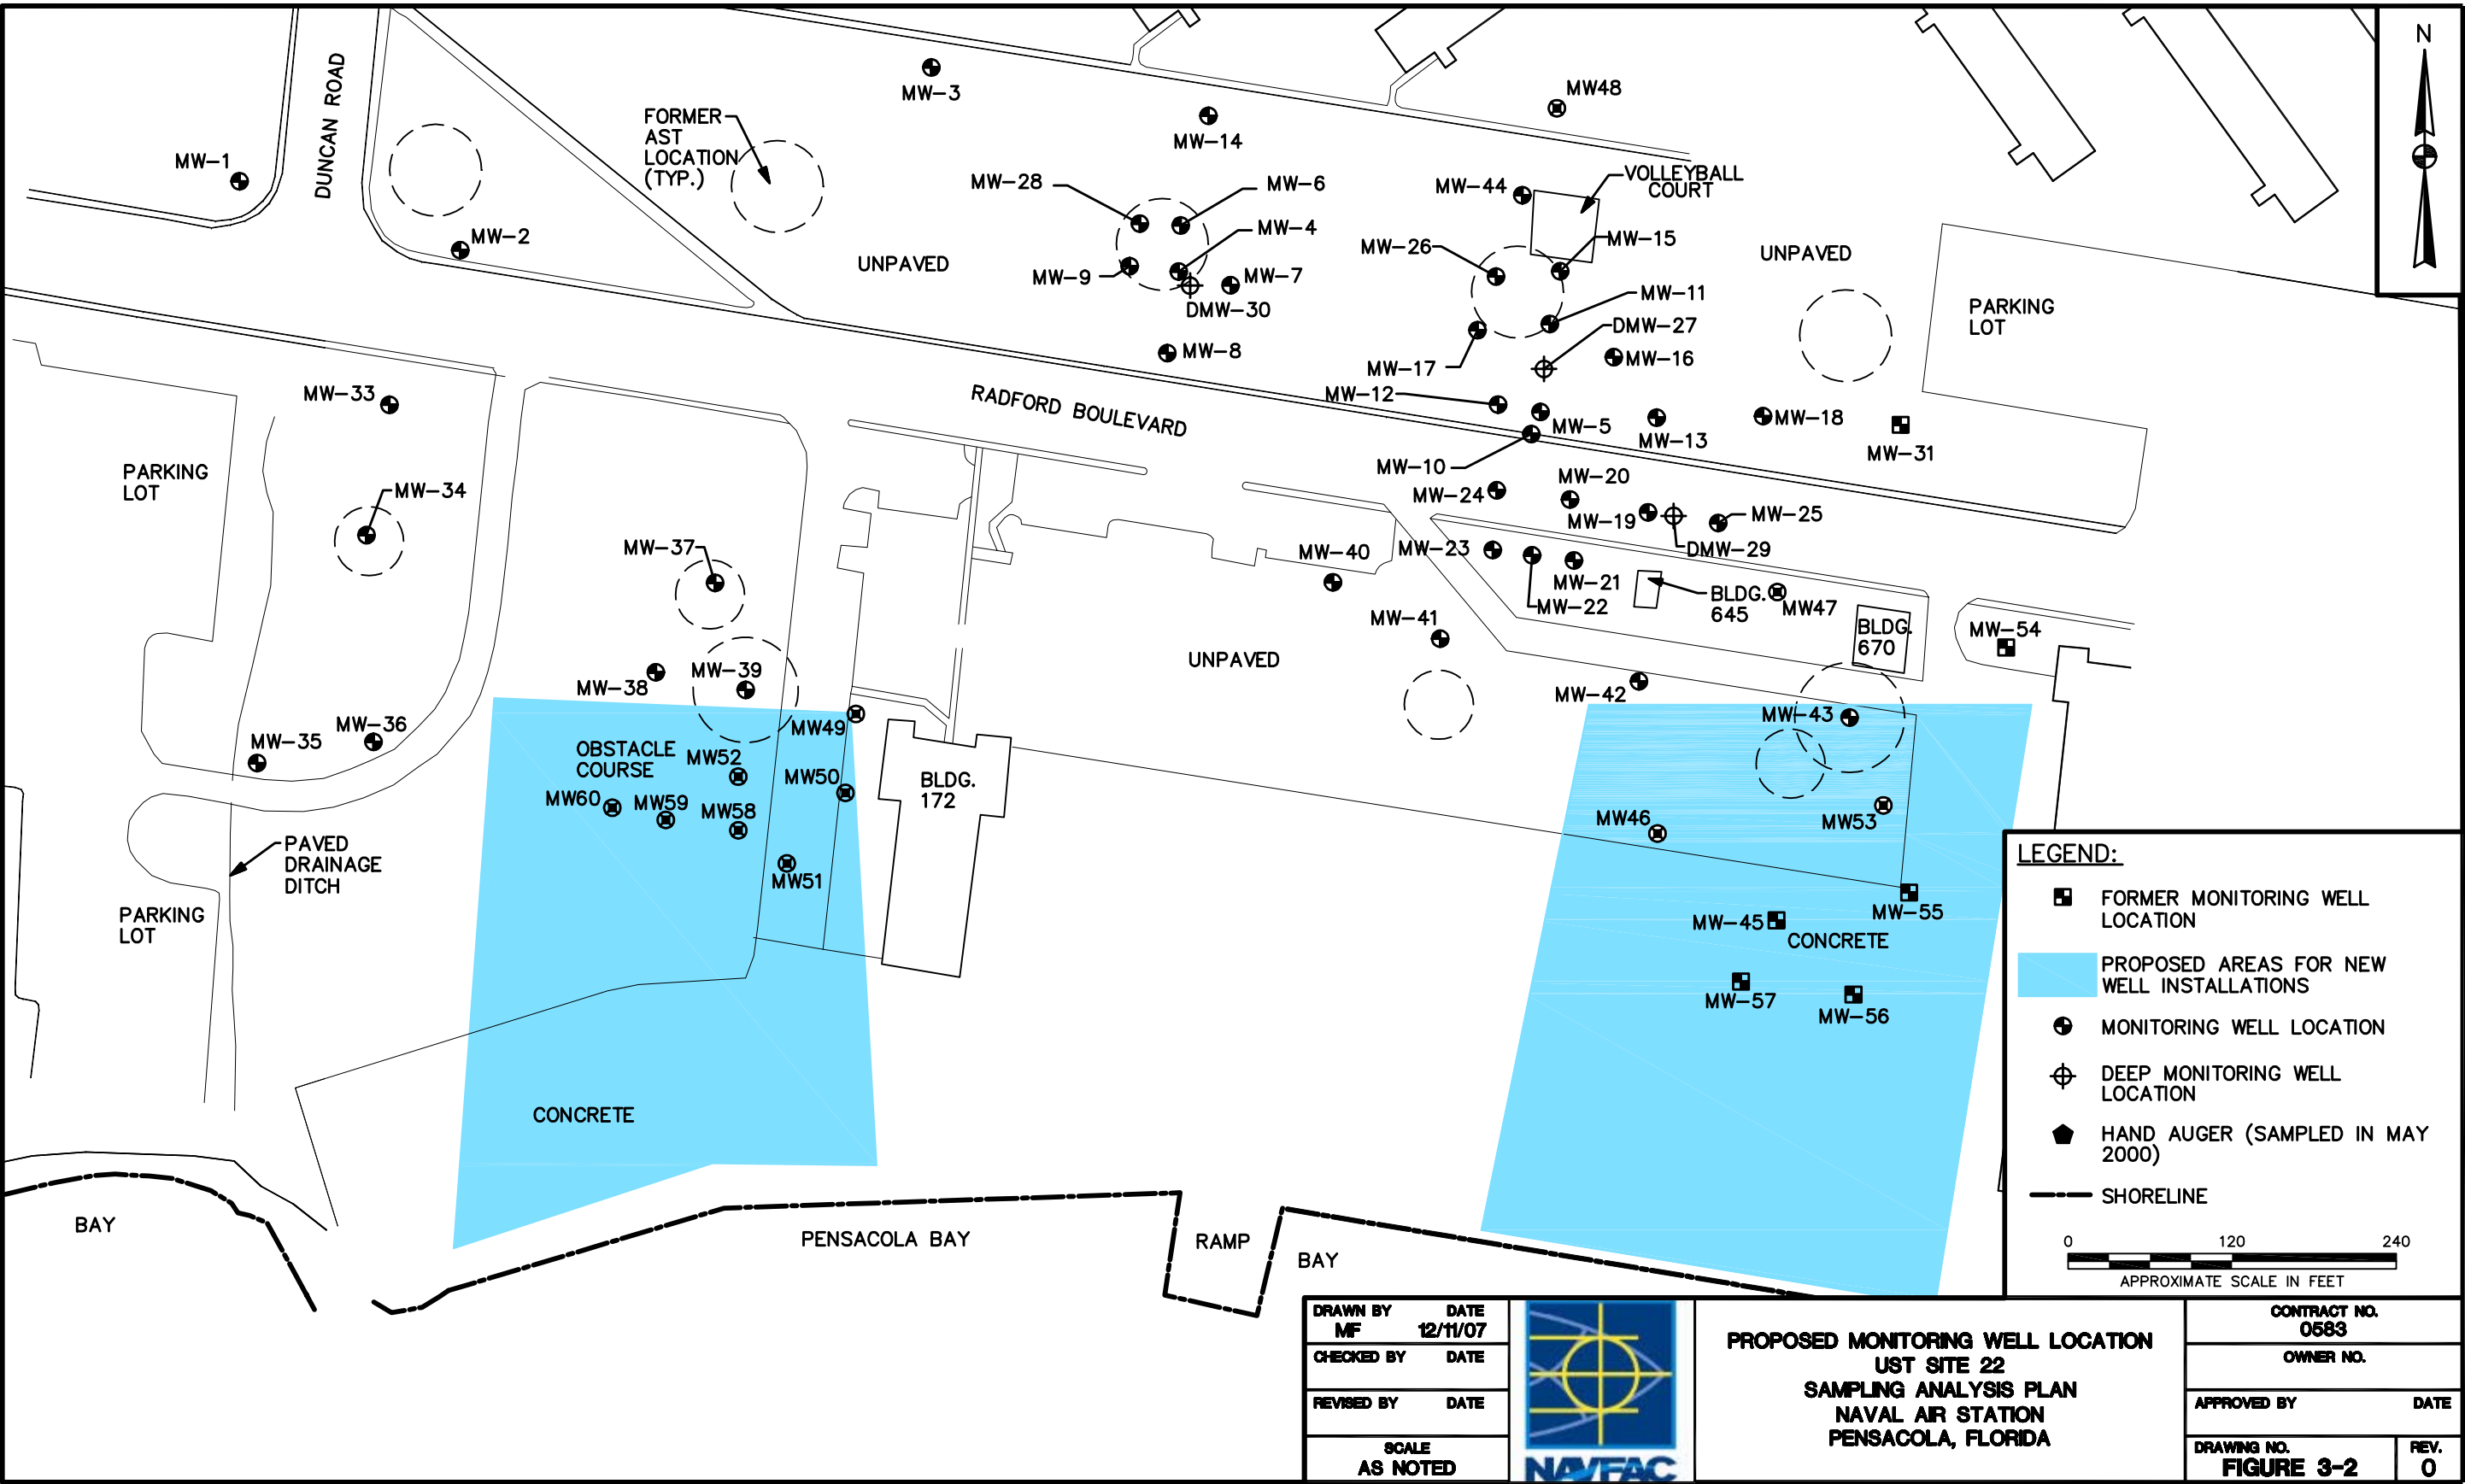 N
DUNCAN ROAD
MW-1
MW-2
MW-3
FORMER
AST
LOCATION
(TYP.)
MW-14
MW48
MW-28
MW-6
MW-4
MW-9
MW-7
DMW-30
MW-8
UNPAVED
MW-44
VOLLEYBALL
COURT
MW-26
MW-15
MW-11
DMW-27
MW-17
MW-16
MW-12
MW-5
MW-10
MW-13
MW-18
MW-31
UNPAVED
PARKING
LOT
RADFORD BOULEVARD
MW-33
PARKING
LOT
MW-34
MW-37
MW-24
MW-20
MW-19
MW-25
DMW-29
MW-23
MW-21
MW-22
MW-40
MW-41
BLDG.
645
MW47
BLDG.
670
MW-54
UNPAVED
MW-38
MW-39
MW-42
MW-43
MW-35
MW-36
MW49
OBSTACLE
COURSE
MW52
MW50
MW60
MW59
MW58
MW51
BLDG.
172
MW46
MW53
PAVED
DRAINAGE
DITCH
PARKING
LOT
MW-45
MW-55
CONCRETE
MW-57
MW-56
CONCRETE
BAY
PENSACOLA BAY
RAMP
BAY
LEGEND:
FORMER MONITORING WELL
LOCATION
PROPOSED AREAS FOR NEW
WELL INSTALLATIONS
MONITORING WELL LOCATION
DEEP MONITORING WELL
LOCATION
HAND AUGER (SAMPLED IN MAY
2000)
SHORELINE
0 120 240
APPROXIMATE SCALE IN FEET
DRAWN BY DATE
MF 12/11/07
CHECKED BY DATE
REVISED BY DATE
SCALE
AS NOTED
NAVFAC
PROPOSED MONITORING WELL LOCATION
UST SITE 22
SAMPLING ANALYSIS PLAN
NAVAL AIR STATION
PENSACOLA, FLORIDA
CONTRACT NO.
0583
OWNER NO.
APPROVED BY DATE
DRAWING NO.
FIGURE 3-2
REV.
0